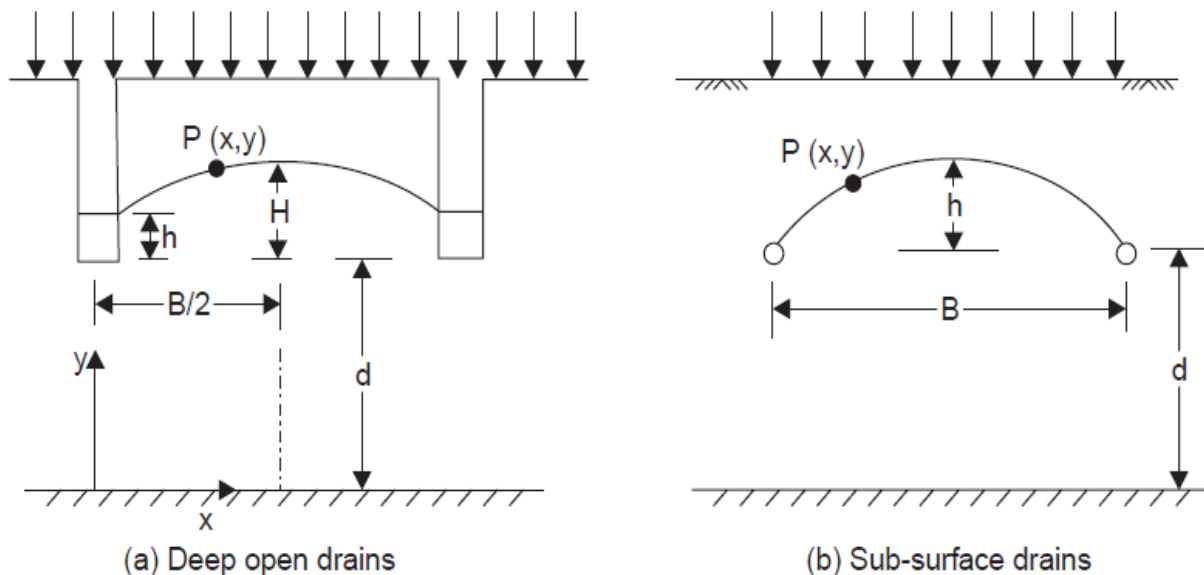 P (x,y)
H
h
B/2
y
d
x
(a) Deep open drains
P (x,y)
h
B
d
(b) Sub-surface drains